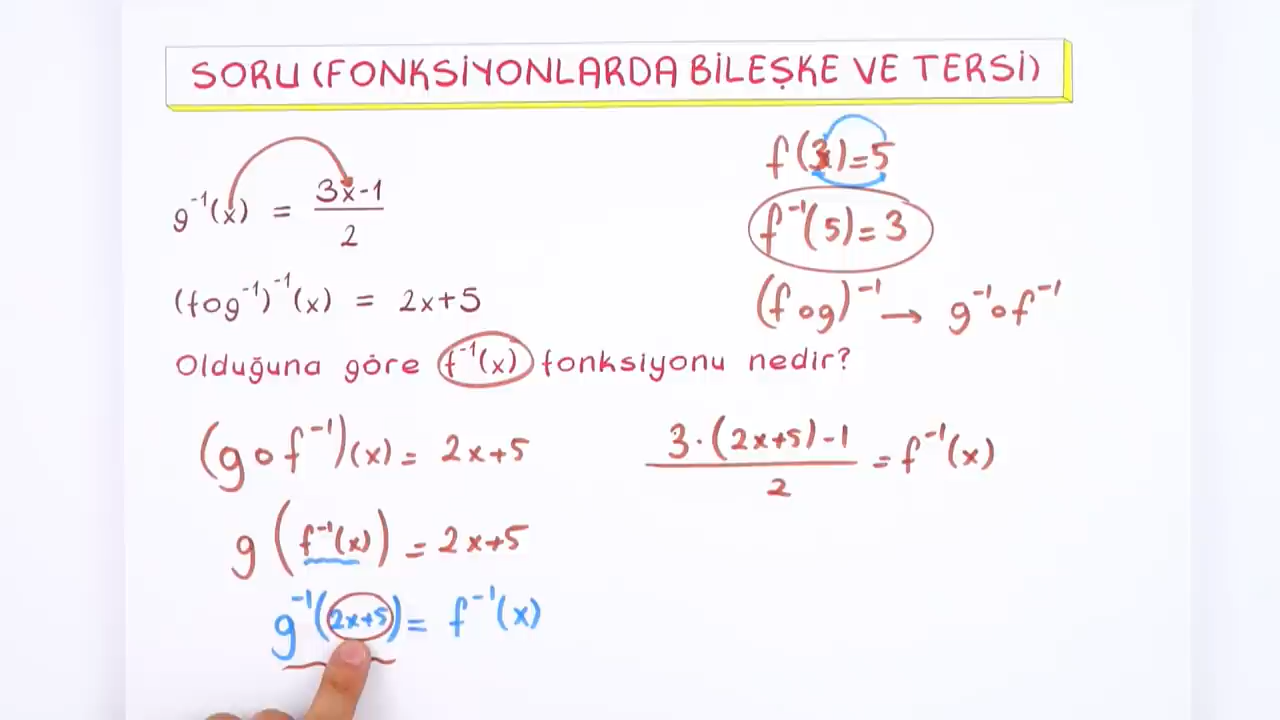 SORU (FONKSİYONLARDA BİLEŞKE VE TERSİ)
g⁻¹(x) = (3x-1)/2
(fog⁻¹)⁻¹(x) = 2x+5
Olduğuna göre f⁻¹(x) fonksiyonu nedir?
f(3)=5
f⁻¹(5)=3
(fog)⁻¹ → g⁻¹of⁻¹
(gof⁻¹)(x) = 2x+5
g(f⁻¹(x)) = 2x+5
g⁻¹(2x+5) = f⁻¹(x)
(3·(2x+5)-1)/2 = f⁻¹(x)